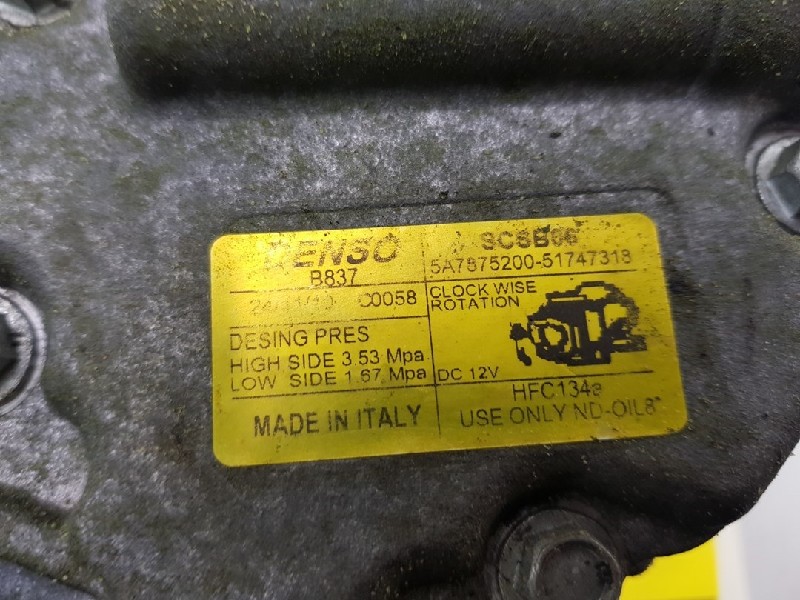 DENSO
B837
C0058
DESING PRES
HIGH SIDE 3.53 Mpa
LOW SIDE 1.67 Mpa
MADE IN ITALY
SCSB06
5A7875200-51747318
CLOCK WISE
ROTATION
DC 12V
HFC134a
USE ONLY ND-OIL8